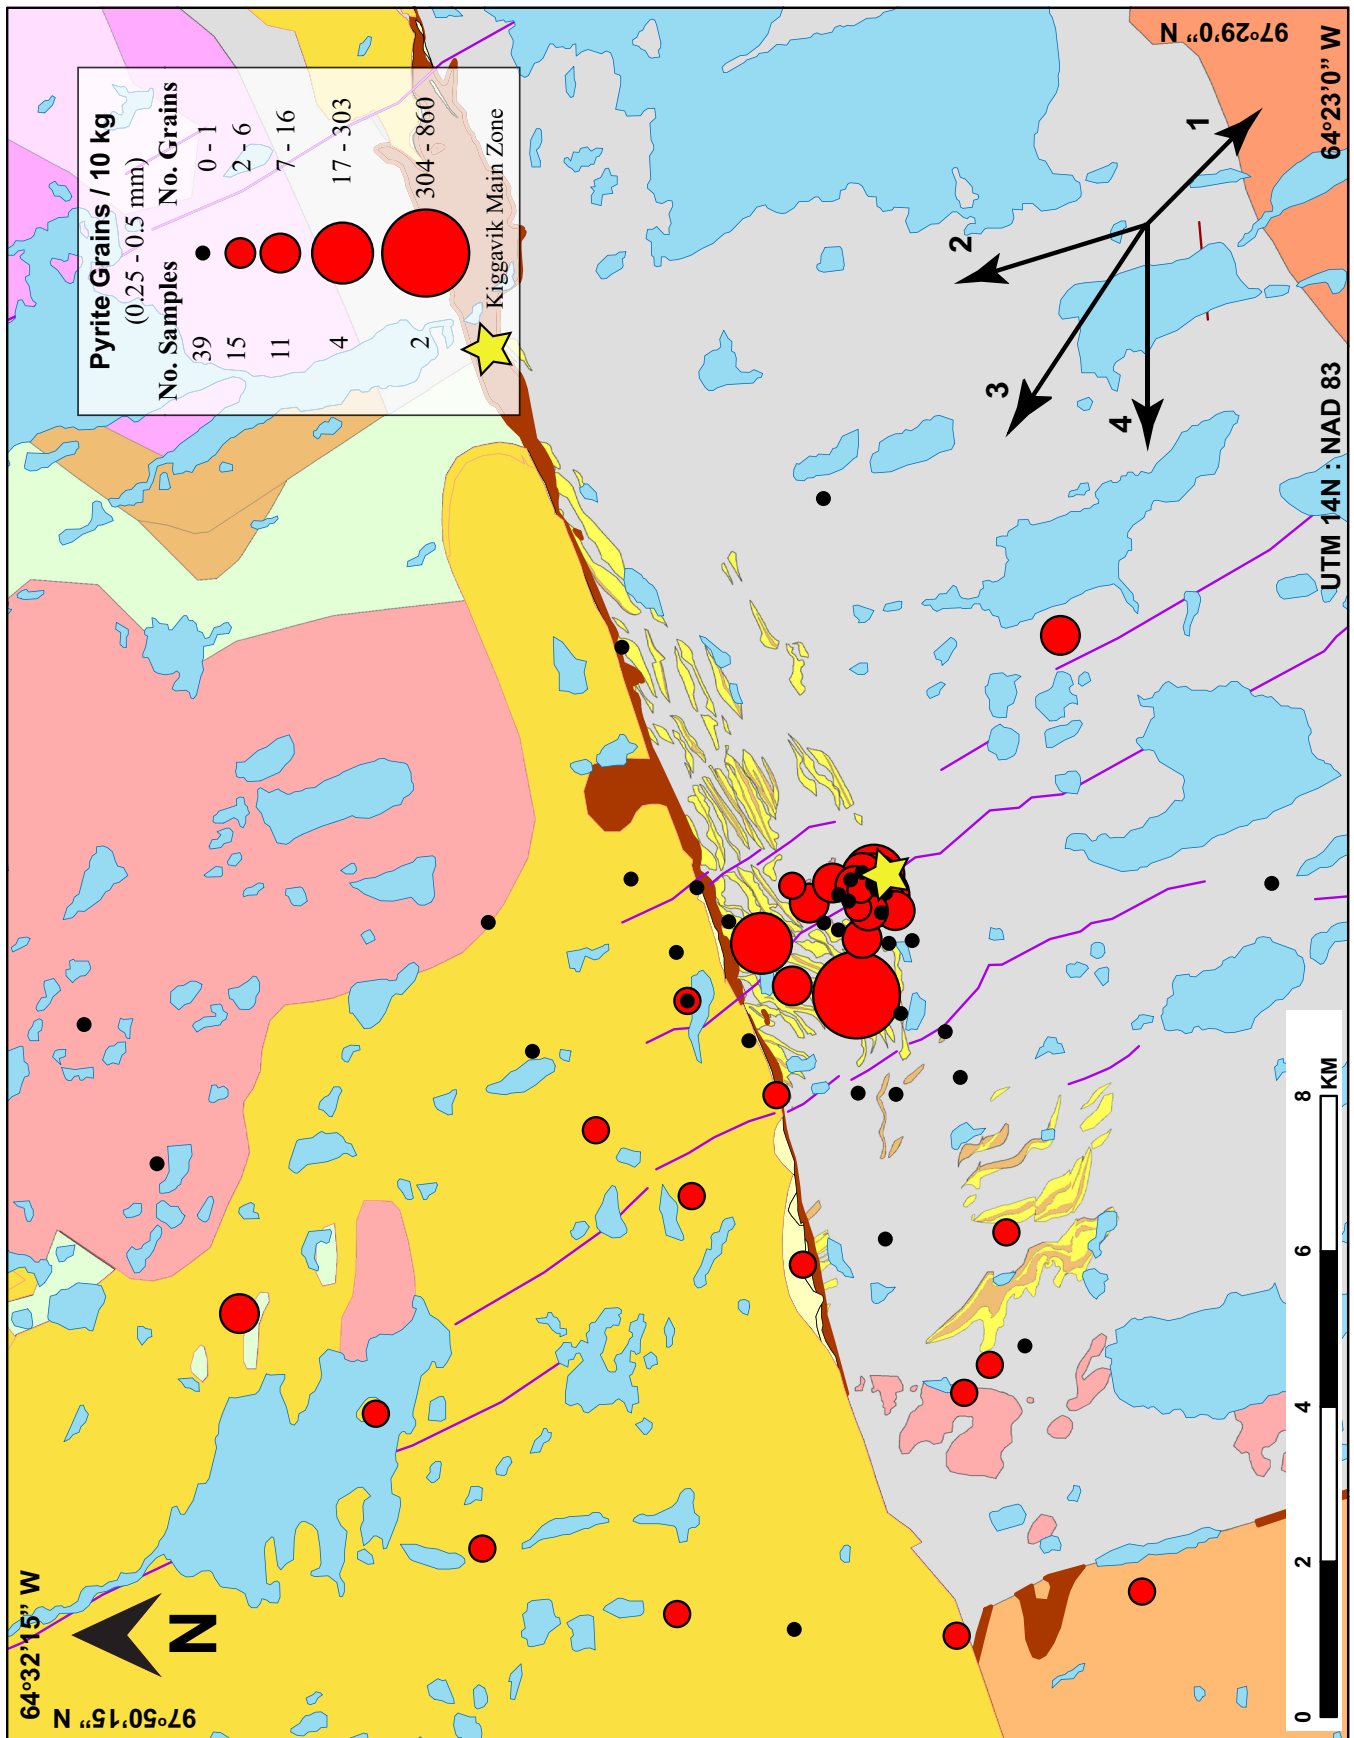 64°32'15" W
97°50'15" N
N
Pyrite Grains / 10 kg
(0.25 - 0.5 mm)
No. Samples No. Grains
39 0 - 1
15 2 - 6
11 7 - 16
4 17 - 303
2 304 - 860
Kiggavik Main Zone
97°29'0" N
64°23'0" W
1
2
3
4
UTM 14N : NAD 83
0 2 4 6 8
KM